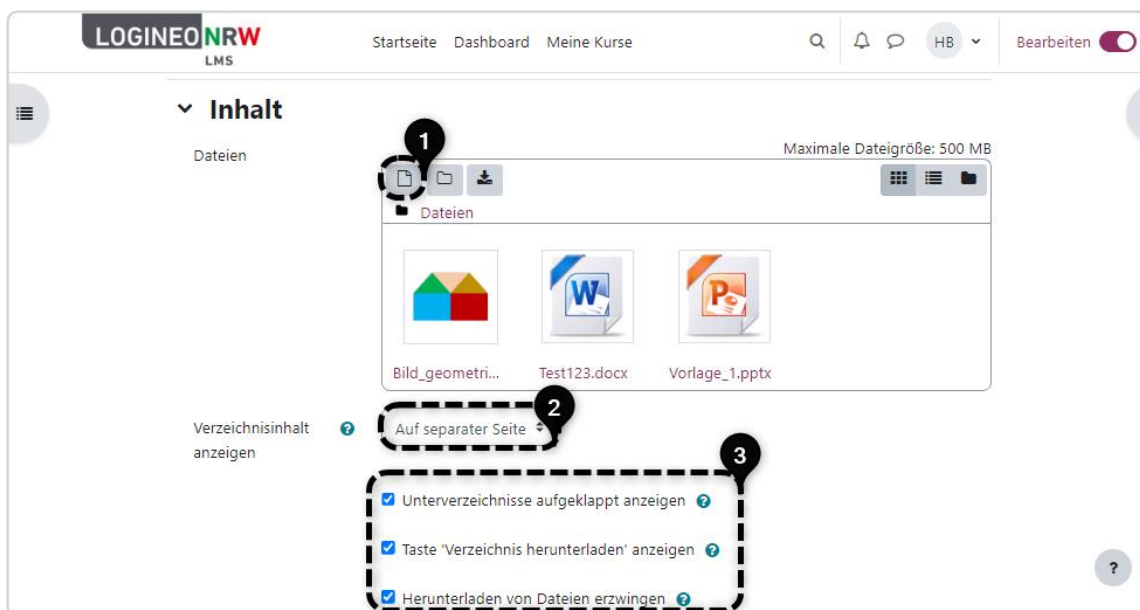 LOGINEO NRW
LMS
Startseite Dashboard Meine Kurse
HB
Bearbeiten
Inhalt
Dateien
Maximale Dateigröße: 500 MB
1
Dateien
Bild_geometri... Test123.docx Vorlage_1.pptx
Verzeichnisinhalt
anzeigen
?
Auf separater Seite
2
3
Unterverzeichnisse aufgeklappt anzeigen ?
Taste 'Verzeichnis herunterladen' anzeigen ?
Herunterladen von Dateien erzwingen ?
?